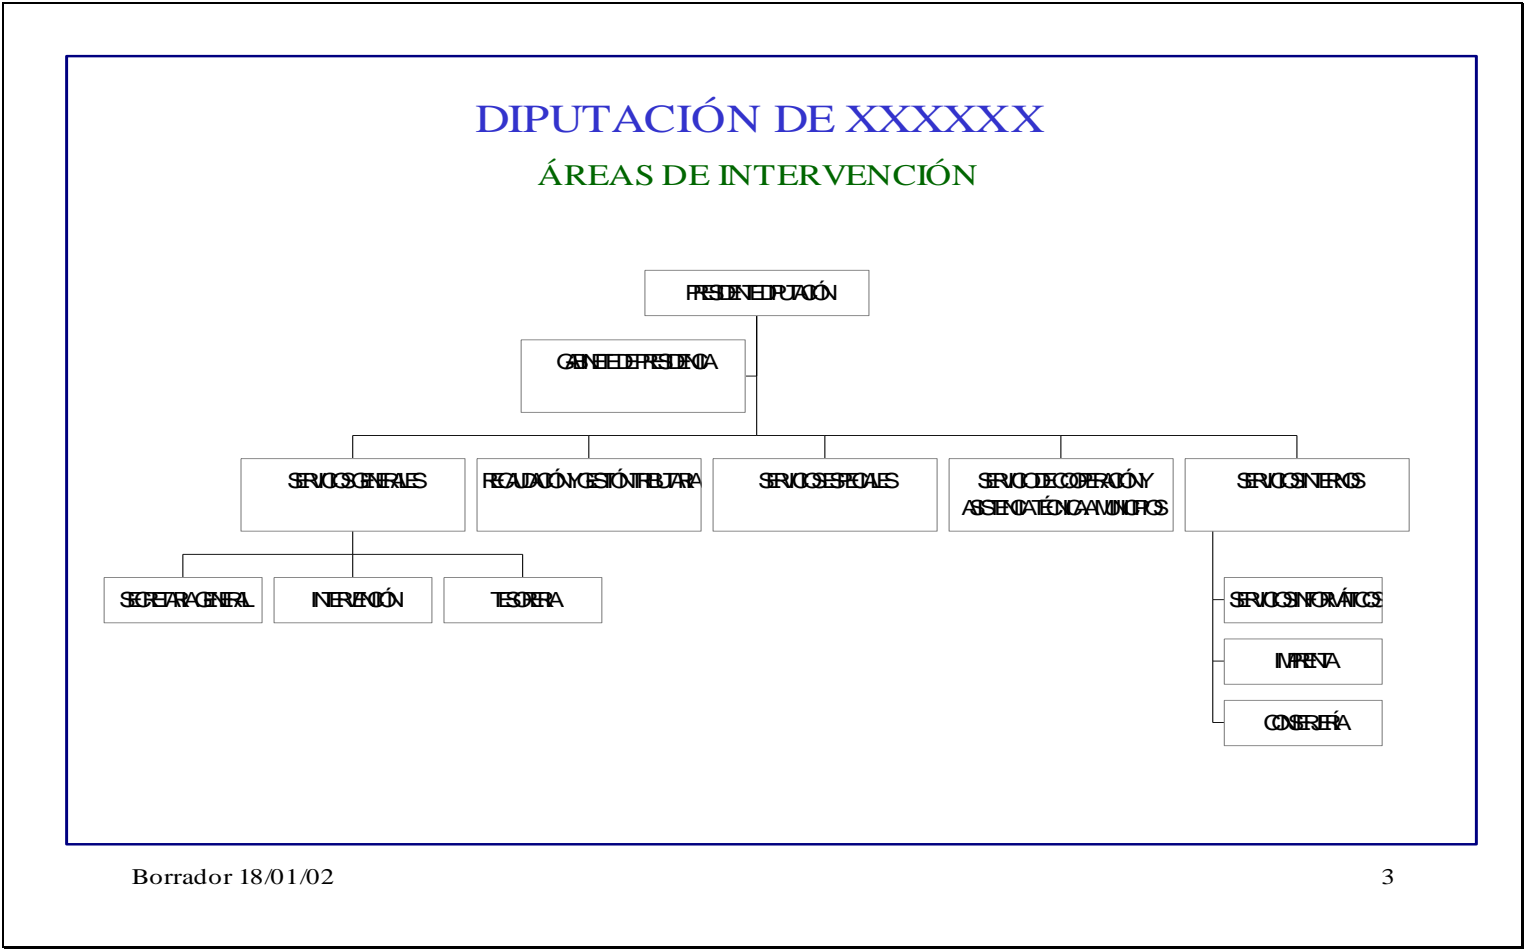 DIPUTACIÓN DE XXXXXX
ÁREAS DE INTERVENCIÓN
PRESIDENTE DIPUTACIÓN
GABINETE DE PRESIDENCIA
SERVICIOS GENERALES
RECAUDACIÓN Y GESTIÓN TRIBUTARIA
SERVICIOS ESPECIALES
SERVICIO DE COOPERACIÓN Y
ASISTENCIA TÉCNICA A MUNICIPIOS
SERVICIOS INTERNOS
SECRETARIA GENERAL
INTERVENCIÓN
TESORERIA
SERVICIOS INFORMÁTICOS
IMPRENTA
CONSERJERÍA
Borrador 18/01/02
3